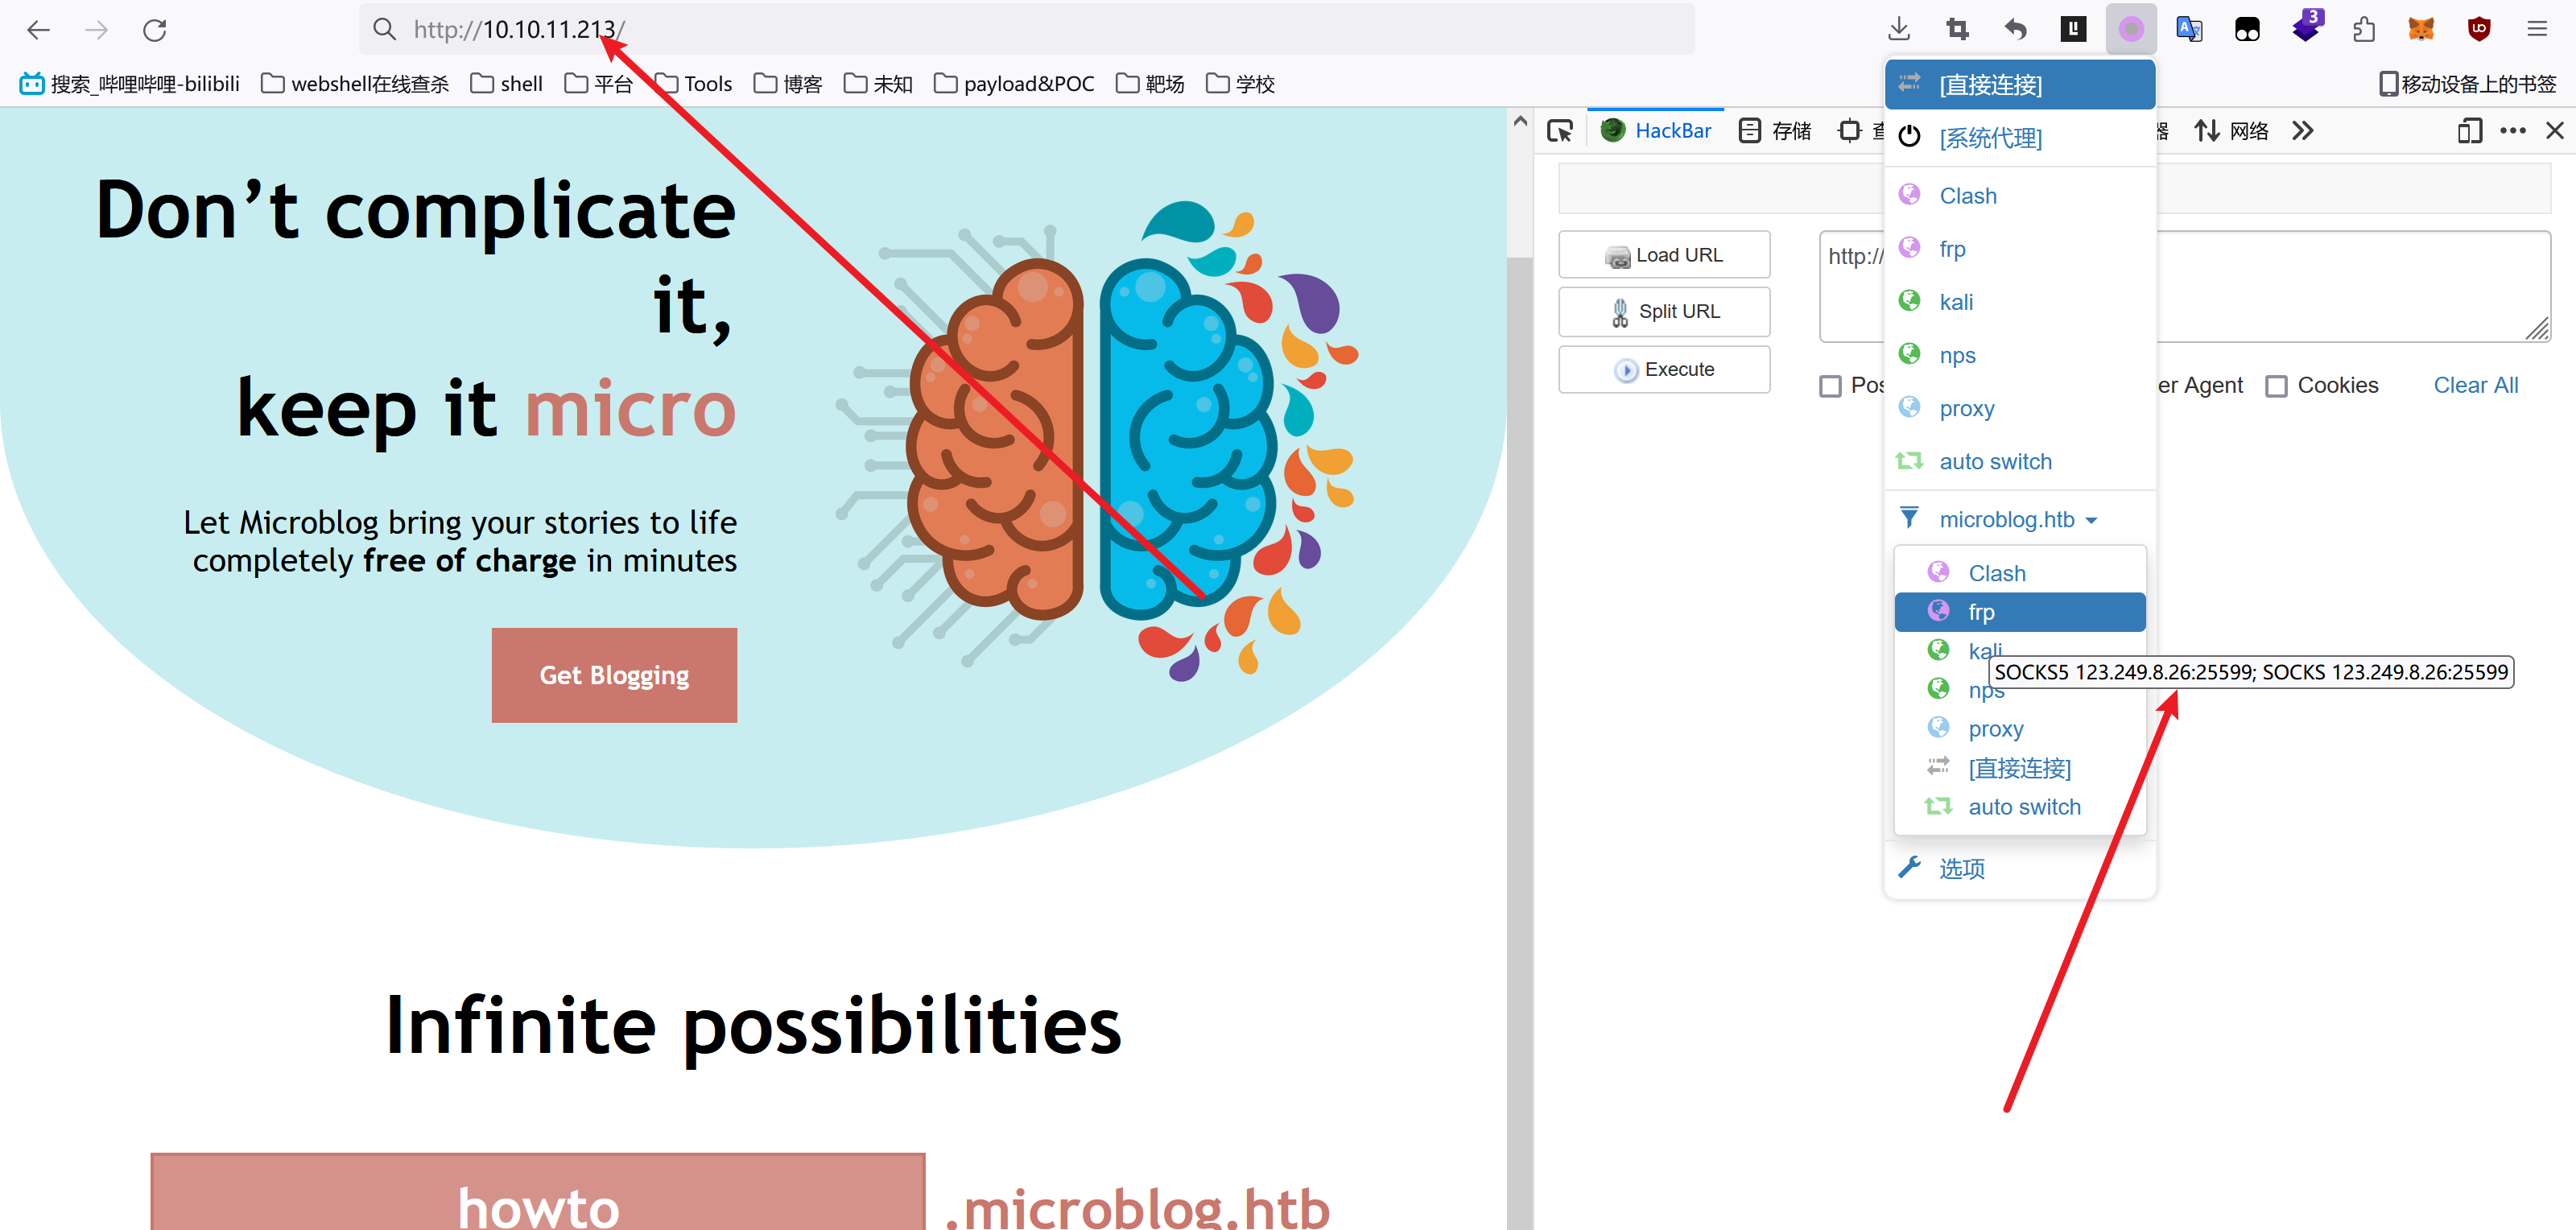 http://10.10.11.213/
3
搜索_哔哩哔哩-bilibili
webshell在线查杀
shell
平台
Tools
博客
未知
payload&POC
靶场
学校
移动设备上的书签
Don’t complicate
it,
keep it micro
Let Microblog bring your stories to life
completely free of charge in minutes
Get Blogging
Infinite possibilities
howto
.microblog.htb
HackBar
存储
器
网络
Load URL
Split URL
Execute
http://
er Agent
Cookies
Clear All
[直接连接]
[系统代理]
Clash
frp
kali
nps
proxy
auto switch
microblog.htb
Clash
frp
kali
SOCKS5 123.249.8.26:25599; SOCKS 123.249.8.26:25599
nps
proxy
[直接连接]
auto switch
选项